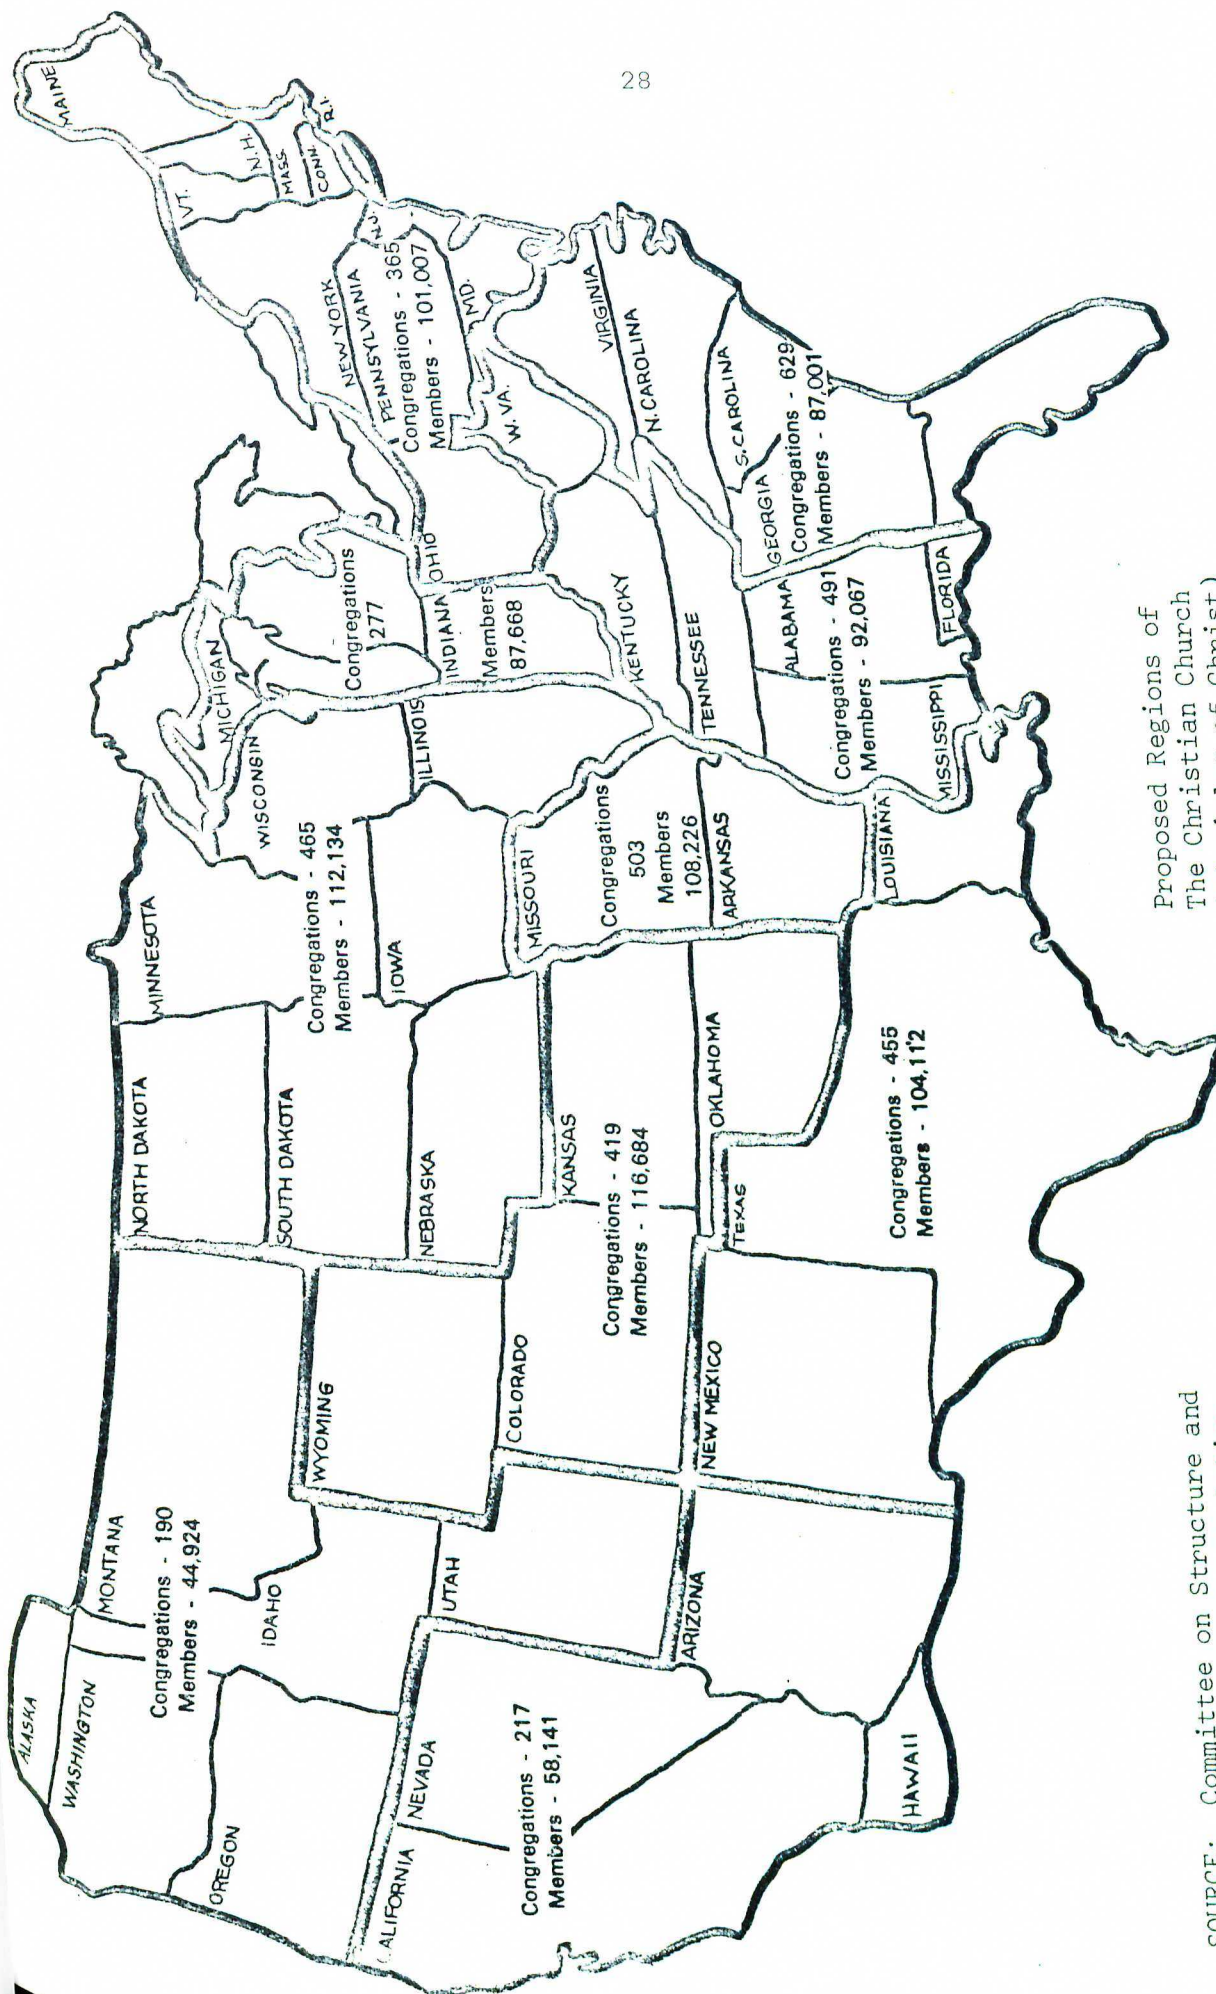 28
ALASKA
WASHINGTON
MONTANA
Congregations - 190
Members - 44,924
OREGON
IDAHO
NORTH DAKOTA
SOUTH DAKOTA
MINNESOTA
WISCONSIN
MICHIGAN
Congregations - 465
Members - 112,134
NEBRASKA
IOWA
ILLINOIS
WYOMING
CALIFORNIA
NEVADA
UTAH
Congregations - 217
Members - 58,141
ARIZONA
HAWAII
COLORADO
KANSAS
Congregations - 419
Members - 116,684
OKLAHOMA
NEW MEXICO
TEXAS
Congregations - 455
Members - 104,112
MISSOURI
Congregations
503
Members
108,226
ARKANSAS
LOUISIANA
Congregations
277
INDIANA
Members
87,668
OHIO
KENTUCKY
TENNESSEE
ALABAMA
Congregations - 491
Members - 92,067
MISSISSIPPI
FLORIDA
MAINE
VT.
N.H.
MASS.
CONN.
R.I.
NEW YORK
N.J.
PENNSYLVANIA
Congregations - 365
Members - 101,007
MD.
W. VA.
VIRGINIA
N. CAROLINA
S. CAROLINA
GEORGIA
Congregations - 629
Members - 87,001
Proposed Regions of
The Christian Church
of Christ)
SOURCE: Committee on Structure and